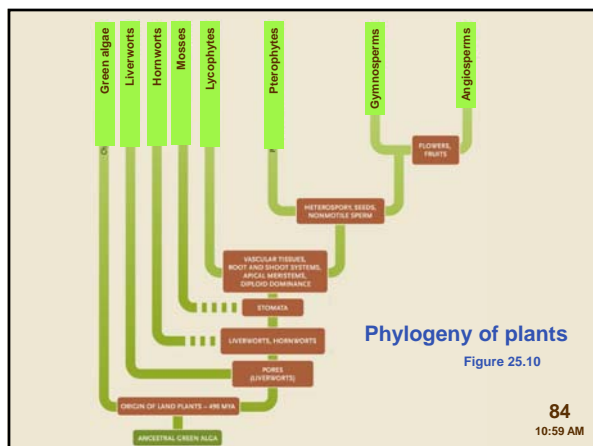 Green algae
Liverworts
Hornworts
Mosses
Lycophytes
Pterophytes
Gymnosperms
Angiosperms
FLOWERS,
FRUITS
HETEROSPORY, SEEDS,
NONMOTILE SPERM
VASCULAR TISSUES,
ROOT AND SHOOT SYSTEMS,
APICAL MERISTEMS,
DIPLOID DOMINANCE
STOMATA
LIVERWORTS, HORNWORTS
PORES
(LIVERWORTS)
ORIGIN OF LAND PLANTS – 490 MYA
ANCESTRAL GREEN ALGA
Phylogeny of plants
Figure 25.10
84
10:59 AM